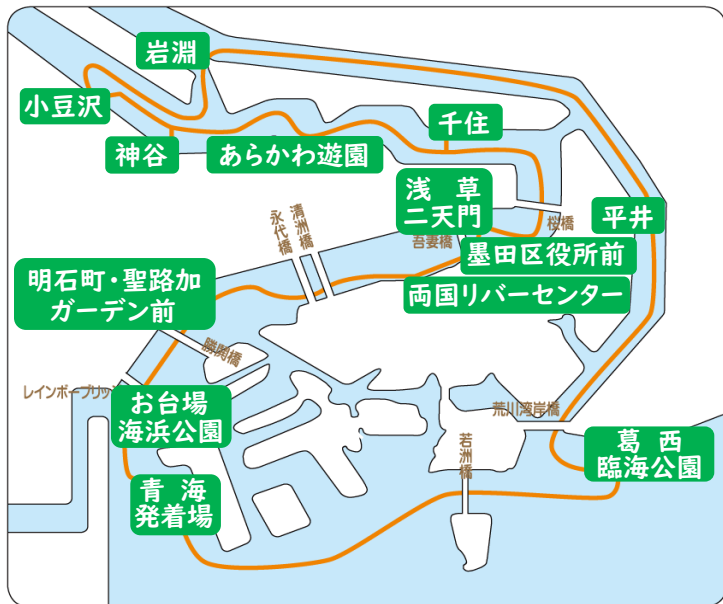 岩淵
小豆沢
神谷
あらかわ遊園
千住
浅草
二天門
平井
桜橋
吾妻橋
墨田区役所前
両国リバーセンター
清洲橋
永代橋
明石町・聖路加
ガーデン前
勝鬨橋
レインボーブリッジ
お台場
海浜公園
荒川湾岸橋
若洲橋
葛西
臨海公園
青海
発着場